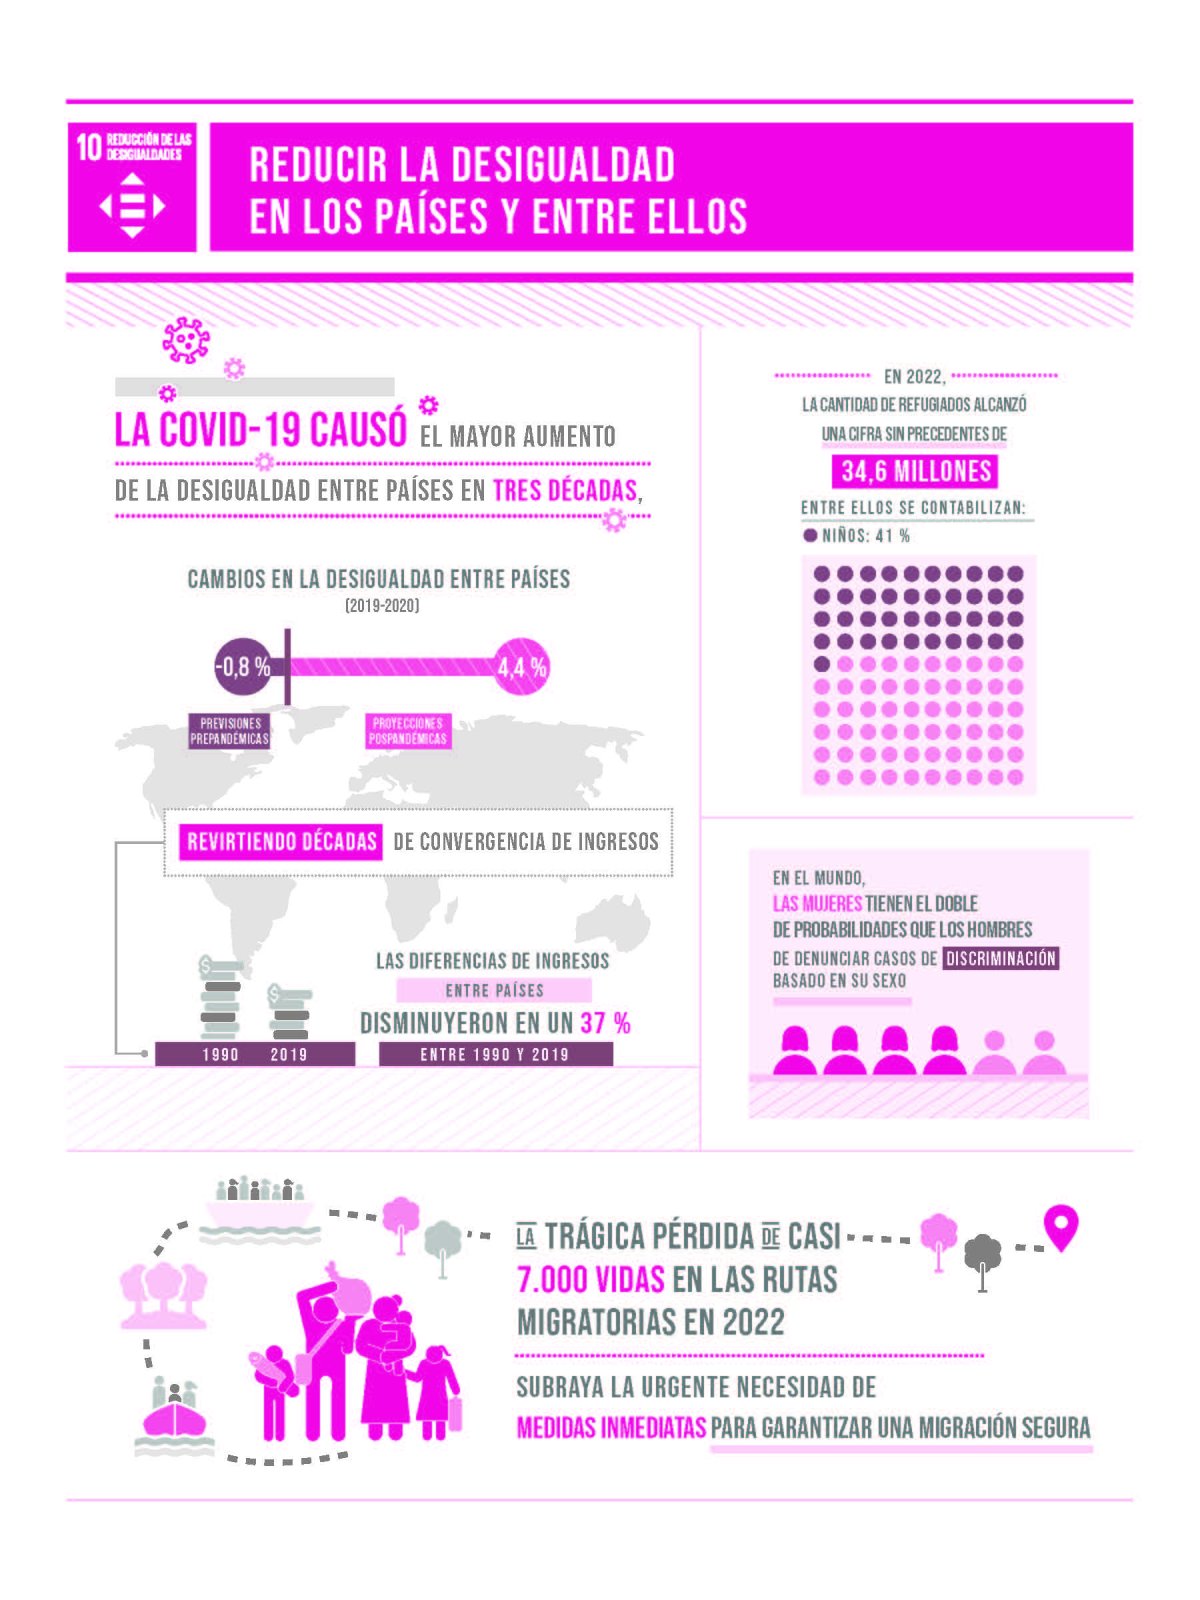 10 REDUCCIÓN DE LAS
DESIGUALDADES
REDUCIR LA DESIGUALDAD
EN LOS PAÍSES Y ENTRE ELLOS
LA COVID-19 CAUSÓ EL MAYOR AUMENTO
DE LA DESIGUALDAD ENTRE PAÍSES EN TRES DÉCADAS,
CAMBIOS EN LA DESIGUALDAD ENTRE PAÍSES
(2019-2020)
-0,8 %
4,4 %
PREVISIONES
PREPANDÉMICAS
PROYECCIONES
POSPANDÉMICAS
REVIRTIENDO DÉCADAS DE CONVERGENCIA DE INGRESOS
$
$
1990 2019
LAS DIFERENCIAS DE INGRESOS
ENTRE PAÍSES
DISMINUYERON EN UN 37 %
ENTRE 1990 Y 2019
EN 2022,
LA CANTIDAD DE REFUGIADOS ALCANZÓ
UNA CIFRA SIN PRECEDENTES DE
34,6 MILLONES
ENTRE ELLOS SE CONTABILIZAN:
NIÑOS: 41 %
EN EL MUNDO,
LAS MUJERES TIENEN EL DOBLE
DE PROBABILIDADES QUE LOS HOMBRES
DE DENUNCIAR CASOS DE DISCRIMINACIÓN
BASADO EN SU SEXO
LA TRÁGICA PÉRDIDA DE CASI
7.000 VIDAS EN LAS RUTAS
MIGRATORIAS EN 2022
SUBRAYA LA URGENTE NECESIDAD DE
MEDIDAS INMEDIATAS PARA GARANTIZAR UNA MIGRACIÓN SEGURA